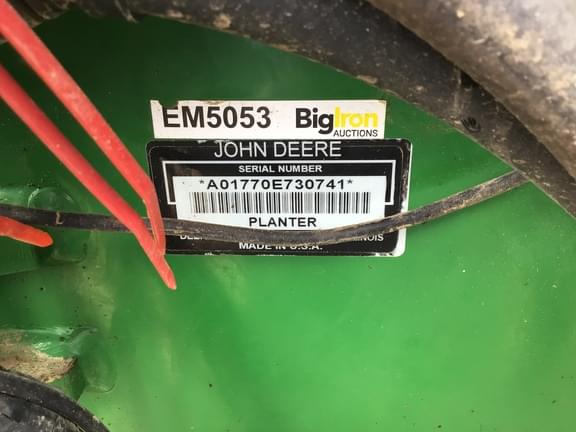 EM5053 BigIron
AUCTIONS
JOHN DEERE
SERIAL NUMBER
*A01770E730741*
PLANTER
MADE IN U.S.A.